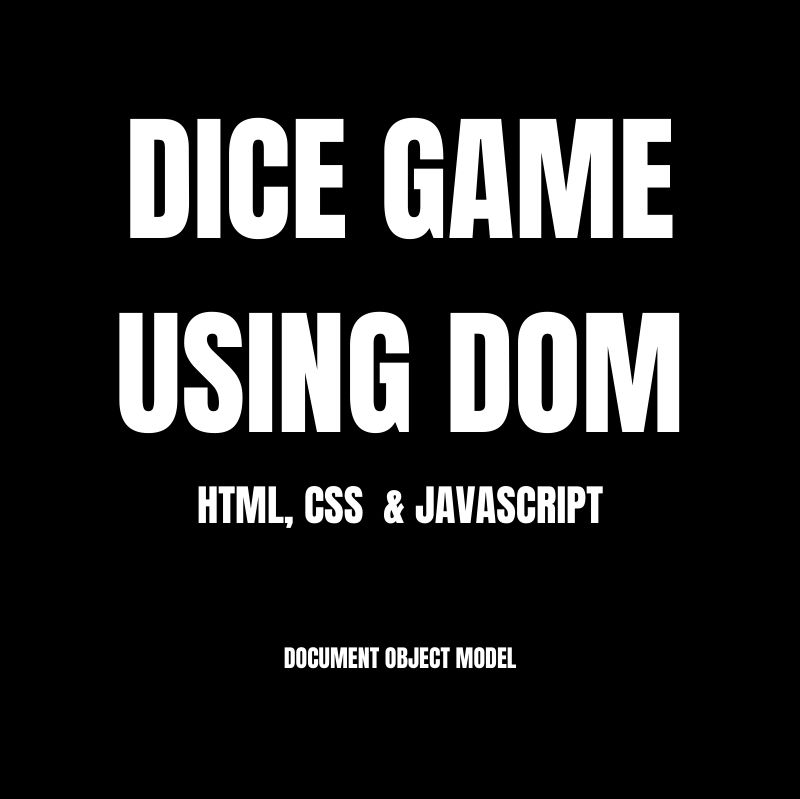 DICE GAME
USING DOM
HTML, CSS & JAVASCRIPT
DOCUMENT OBJECT MODEL